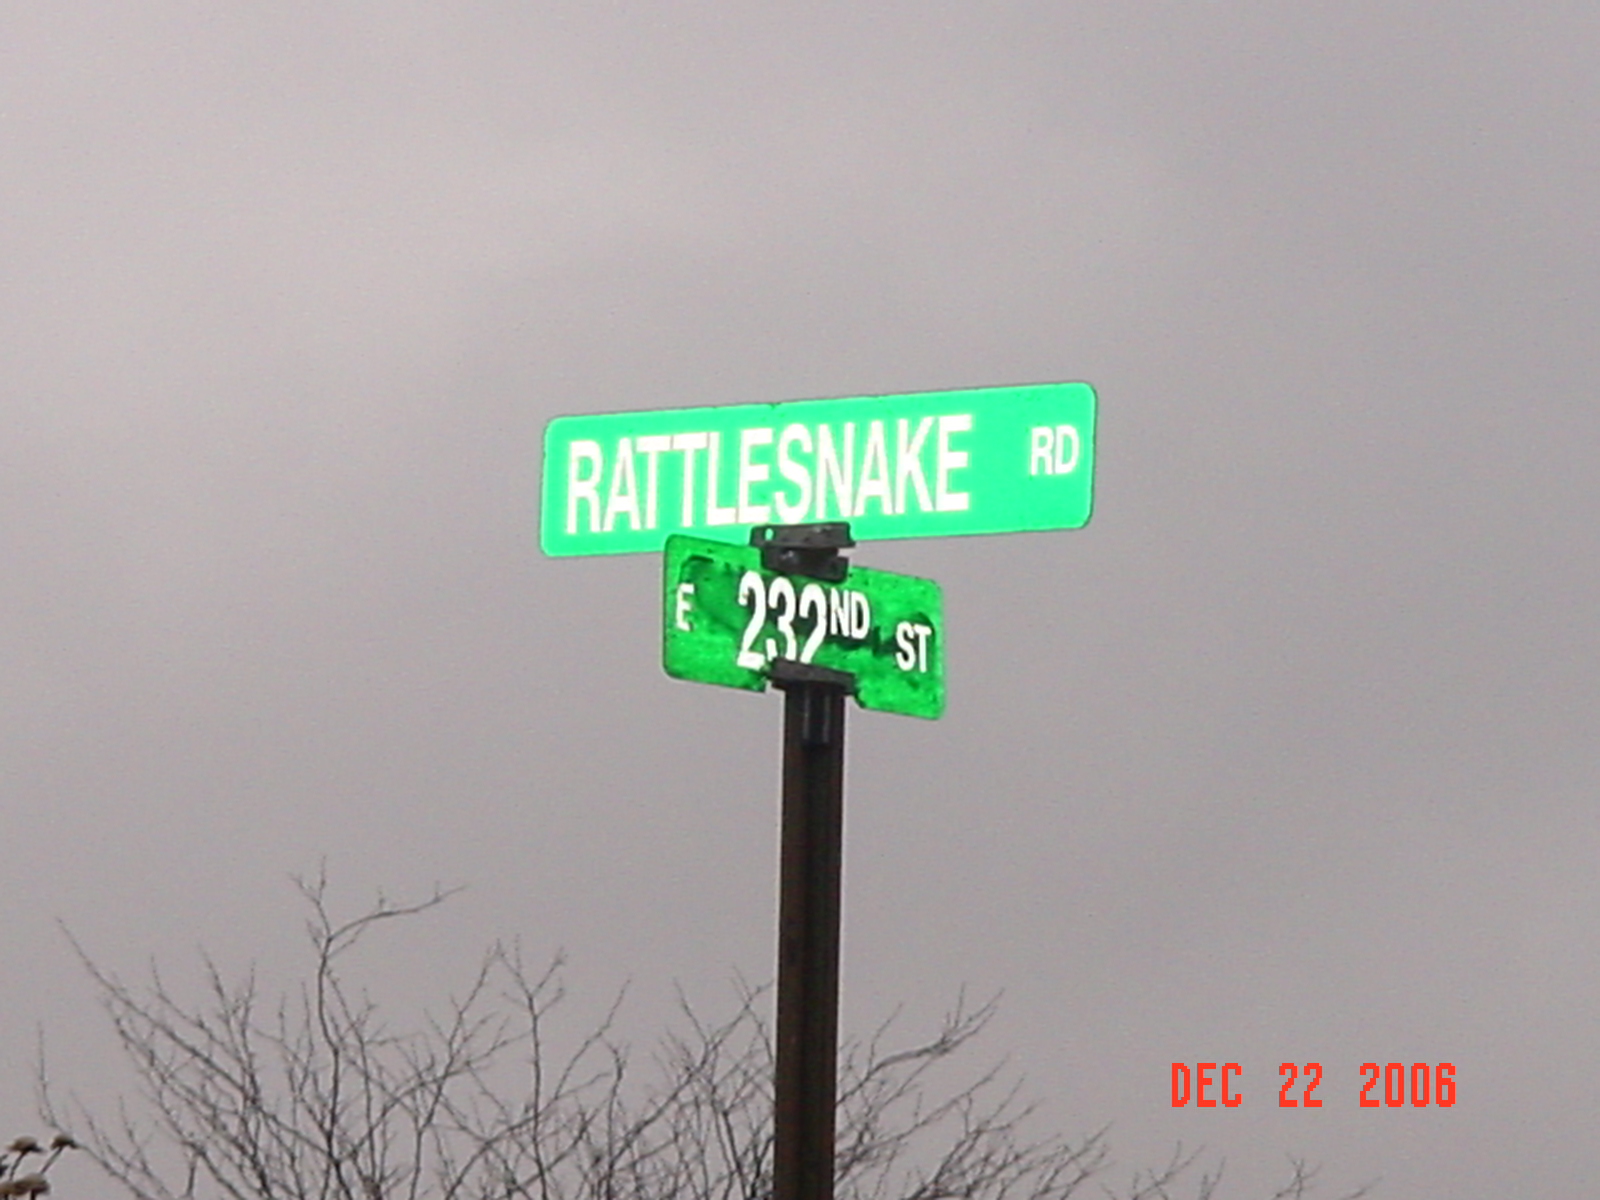 RATTLESNAKE RD
E 232ND ST
DEC 22 2006